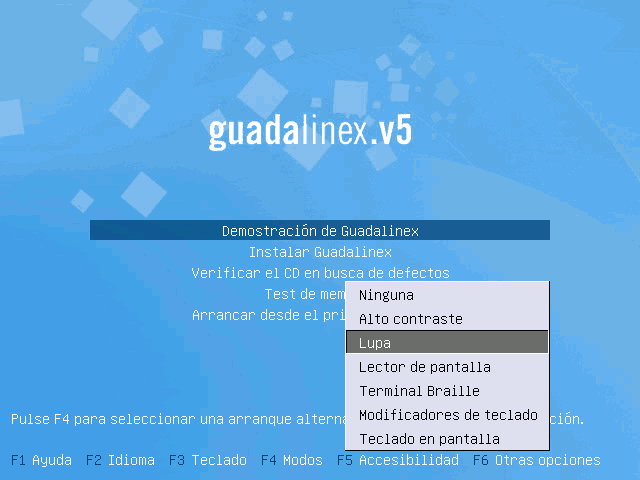 guadalinex.v5
Demostración de Guadalinex
Instalar Guadalinex
Verificar el CD en busca de defectos
Test de mem
Arrancar desde el pri
Ninguna
Alto contraste
Lupa
Lector de pantalla
Terminal Braille
Modificadores de teclado
Teclado en pantalla
Pulse F4 para seleccionar una arranque alterna ción.
F1 Ayuda F2 Idioma F3 Teclado F4 Modos F5 Accesibilidad F6 Otras opciones